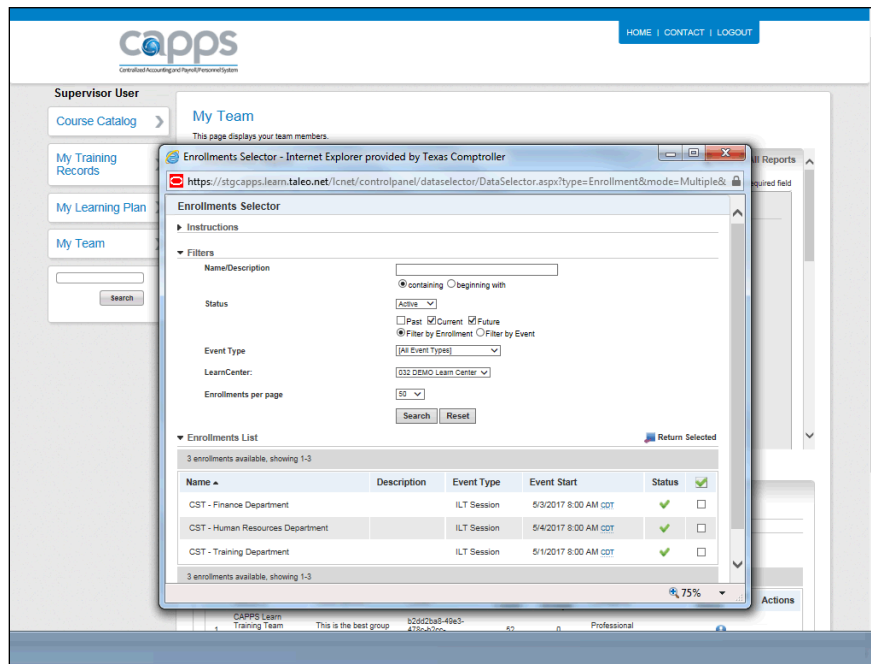 capps
Centralized Accounting and Payroll/Personnel System
HOME | CONTACT | LOGOUT
Supervisor User
Course Catalog
My Training
Records
My Learning Plan
My Team
Search
My Team
This page displays your team members.
All Reports
equired field
Enrollments Selector - Internet Explorer provided by Texas Comptroller
https://stgcapps.learn.taleo.net/lcnet/controlpanel/dataselector/DataSelector.aspx?type=Enrollment&mode=Multiple&
Enrollments Selector
Instructions
Filters
Name/Description
containing beginning with
Status Active
Past Current Future
Filter by Enrollment Filter by Event
Event Type [All Event Types]
LearnCenter: 032 DEMO Learn Center
Enrollments per page 50
Search Reset
Enrollments List Return Selected
3 enrollments available, showing 1-3
Name Description Event Type Event Start Status
CST - Finance Department ILT Session 5/3/2017 8:00 AM CDT
CST - Human Resources Department ILT Session 5/4/2017 8:00 AM CDT
CST - Training Department ILT Session 5/1/2017 8:00 AM CDT
3 enrollments available, showing 1-3
75%
Actions
CAPPS Learn
Training Team This is the best group b2dd2ba8-49e3-
1 52 0 Professional